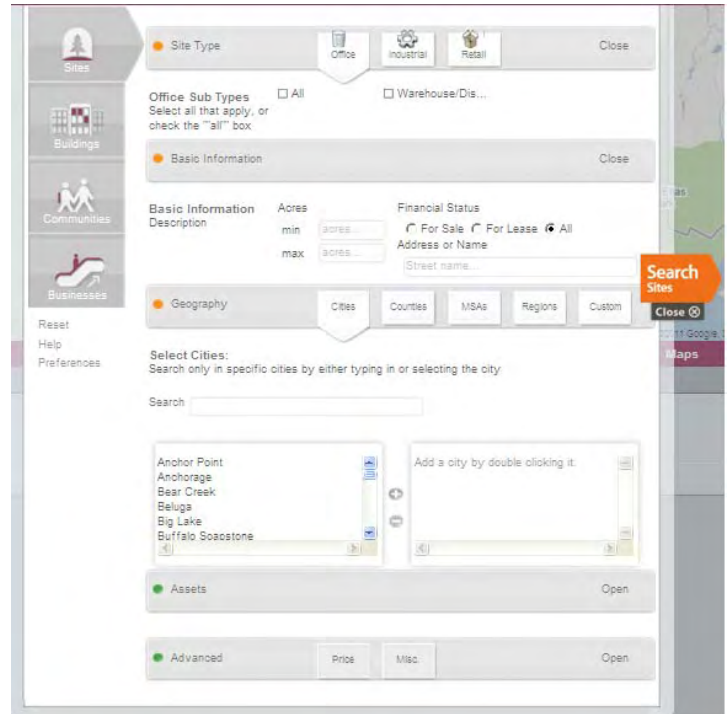 Sites
Buildings
Communities
Businesses
Reset
Help
Preferences
Site Type
Office
Industrial
Retail
Close
Office Sub Types
Select all that apply, or
check the ""all"" box
All
Warehouse/Dis...
Basic Information
Close
Basic Information
Description
Acres
min acres...
max acres...
Financial Status
For Sale For Lease All
Address or Name
Street name...
Geography
Cities
Counties
MSAs
Regions
Custom
Select Cities:
Search only in specific cities by either typing in or selecting the city
Search
Anchor Point
Anchorage
Bear Creek
Beluga
Big Lake
Buffalo Soapstone
Add a city by double clicking it.
Assets
Open
Advanced
Price
Misc.
Open
Search
Sites
Close
Maps